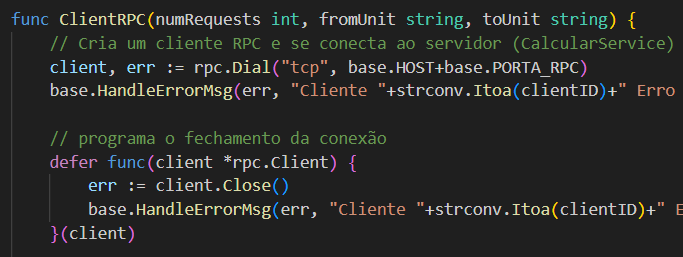 func ClientRPC(numRequests int, fromUnit string, toUnit string) {
// Cria um cliente RPC e se conecta ao servidor (CalcularService)
client, err := rpc.Dial("tcp", base.HOST+base.PORTA_RPC)
base.HandleErrorMsg(err, "Cliente "+strconv.Itoa(clientID)+" Erro
// programa o fechamento da conexão
defer func(client *rpc.Client) {
err := client.Close()
base.HandleErrorMsg(err, "Cliente "+strconv.Itoa(clientID)+" E
}(client)